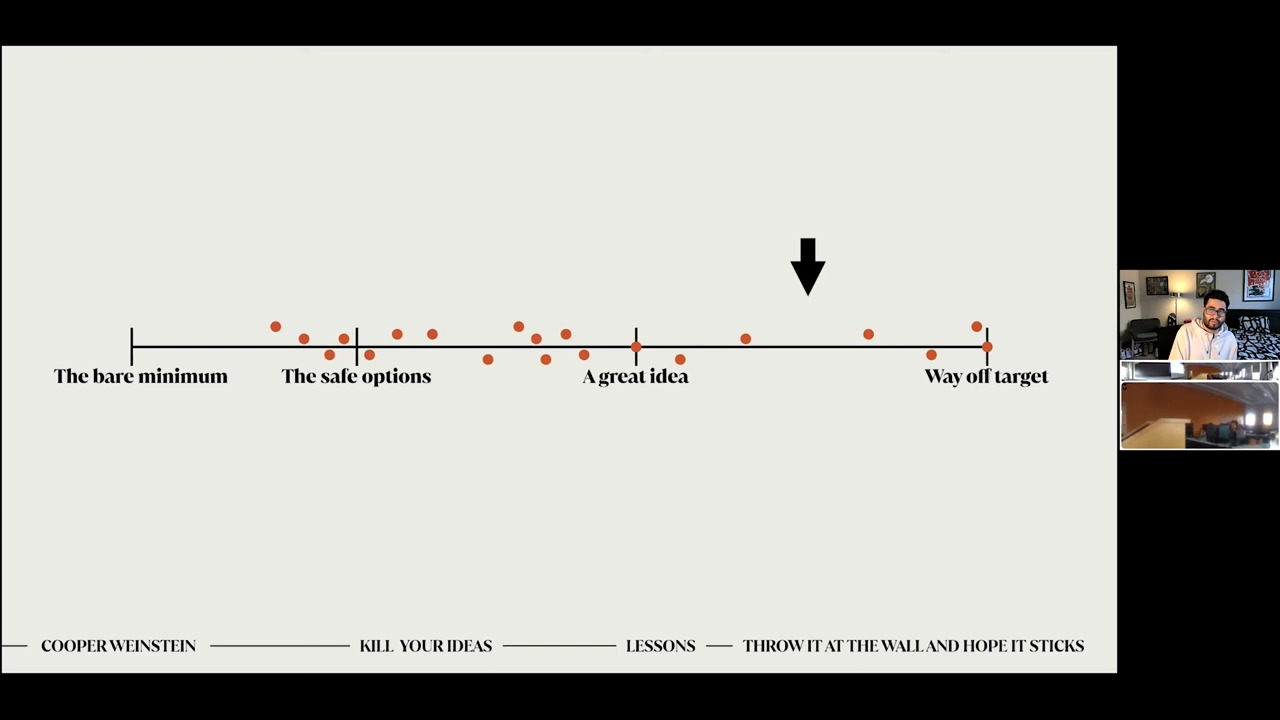 The bare minimum
The safe options
A great idea
Way off target
COOPER WEINSTEIN
KILL YOUR IDEAS
LESSONS
THROW IT AT THE WALL AND HOPE IT STICKS